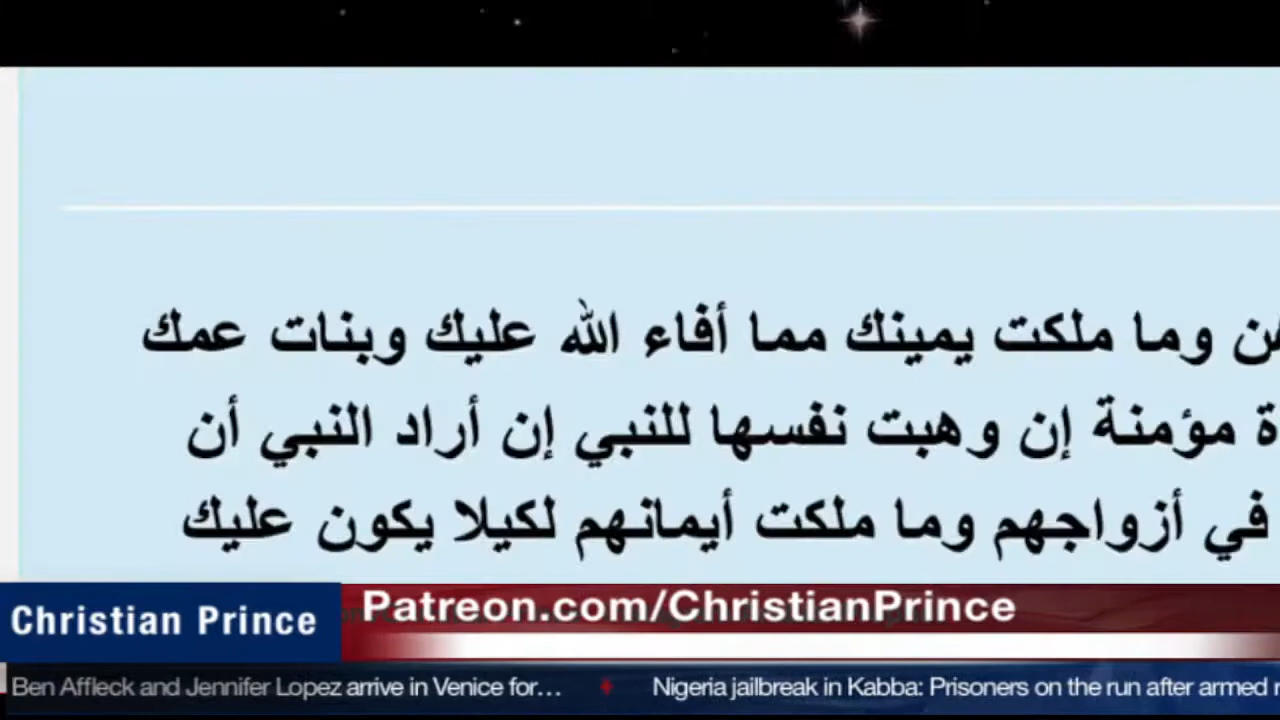 وما ملكت يمينك مما أفاء الله عليك وبنات عمك
مؤمنة إن وهبت نفسها للنبي إن أراد النبي أن
في أزواجهم وما ملكت أيمانهم لكيلا يكون عليك
Christian Prince
Patreon.com/ChristianPrince
Ben Affleck and Jennifer Lopez arrive in Venice for… Nigeria jailbreak in Kabba: Prisoners on the run after armed